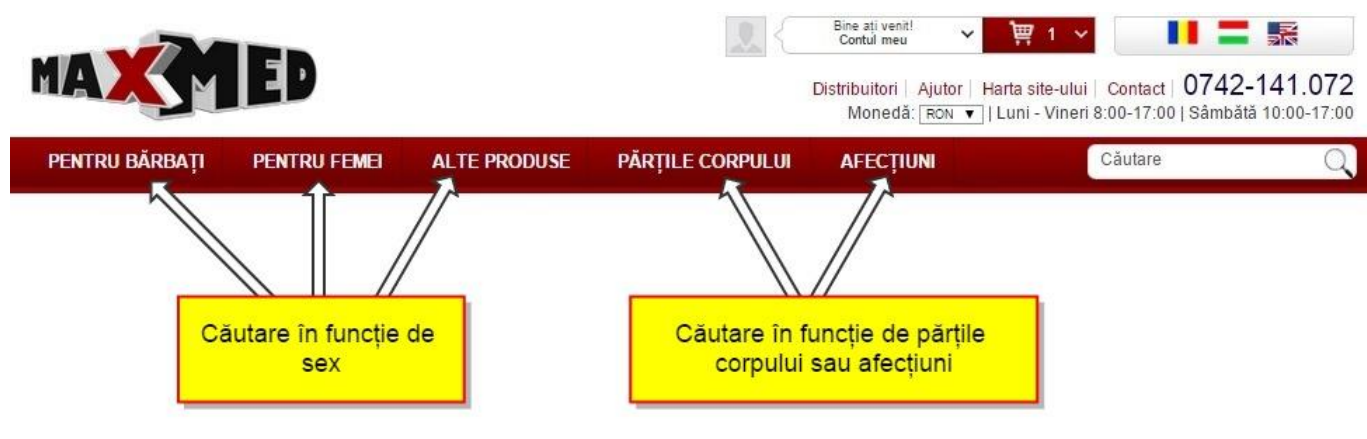 MAXMED
Bine ați venit!
Contul meu
1
Distribuitori | Ajutor | Harta site-ului | Contact | 0742-141.072
Monedă: RON ▼ | Luni - Vineri 8:00-17:00 | Sâmbătă 10:00-17:00
PENTRU BĂRBAȚI PENTRU FEMEI ALTE PRODUSE PĂRȚILE CORPULUI AFECȚIUNI Căutare
Căutare în funcție de
sex
Căutare în funcție de părțile
corpului sau afecțiuni